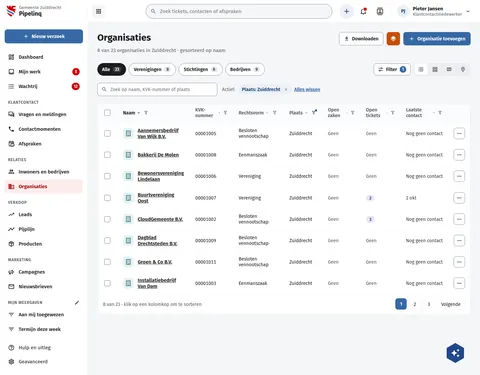 Gemeente Zuiddrecht
Pipelinq
Zoek tickets, contacten of afspraken
Pieter Jansen
Klantcontactmedewerker
PJ
+ Nieuw verzoek
Dashboard
Mijn werk
Wachtrij
KLANTCONTACT
Vragen en meldingen
Contactmomenten
Afspraken
RELATIES
Inwoners en bedrijven
Organisaties
VERKOOP
Leads
Pijplijn
Producten
MARKETING
Campagnes
Nieuwsbrieven
MIJN WEERGAVEN
Aan mij toegewezen
Termijn deze week
Hulp en uitleg
Geavanceerd
Organisaties
8 van 23 organisaties in Zuiddrecht · gesorteerd op naam
Downloaden
+ Organisatie toevoegen
Alle 23
Verenigingen
Stichtingen
Bedrijven
Filter 1
Zoek op naam, KVK-nummer of plaats
Actief:
Plaats: Zuiddrecht ×
Alles wissen
Naam KVK-nummer Rechtsvorm Plaats Open zaken Open tickets Laatste contact
Aannemersbedrijf Van Wijk B.V. 00001005 Besloten vennootschap Zuiddrecht Geen Geen Nog geen contact
Bakkerij De Molen 00001008 Eenmanszaak Zuiddrecht Geen Geen Nog geen contact
Bewonersvereniging Lindelaan 00001006 Vereniging Zuiddrecht Geen Geen Nog geen contact
Buurtvereniging Oost 00001007 Vereniging Zuiddrecht Geen 2 2 okt
CloudGemeente B.V. 00001002 Besloten vennootschap Zuiddrecht Geen Nog geen contact
Dagblad Drechtsteden B.V. 00001009 Besloten vennootschap Zuiddrecht Geen Geen Nog geen contact
Groen & Co B.V. 00001011 Besloten vennootschap Zuiddrecht Geen Geen Nog geen contact
Installatiebedrijf Van Dam 00001003 Eenmanszaak Zuiddrecht Geen Geen Nog geen contact
8 van 23 · klik op een kolomkop om te sorteren
1 2 3 Volgende